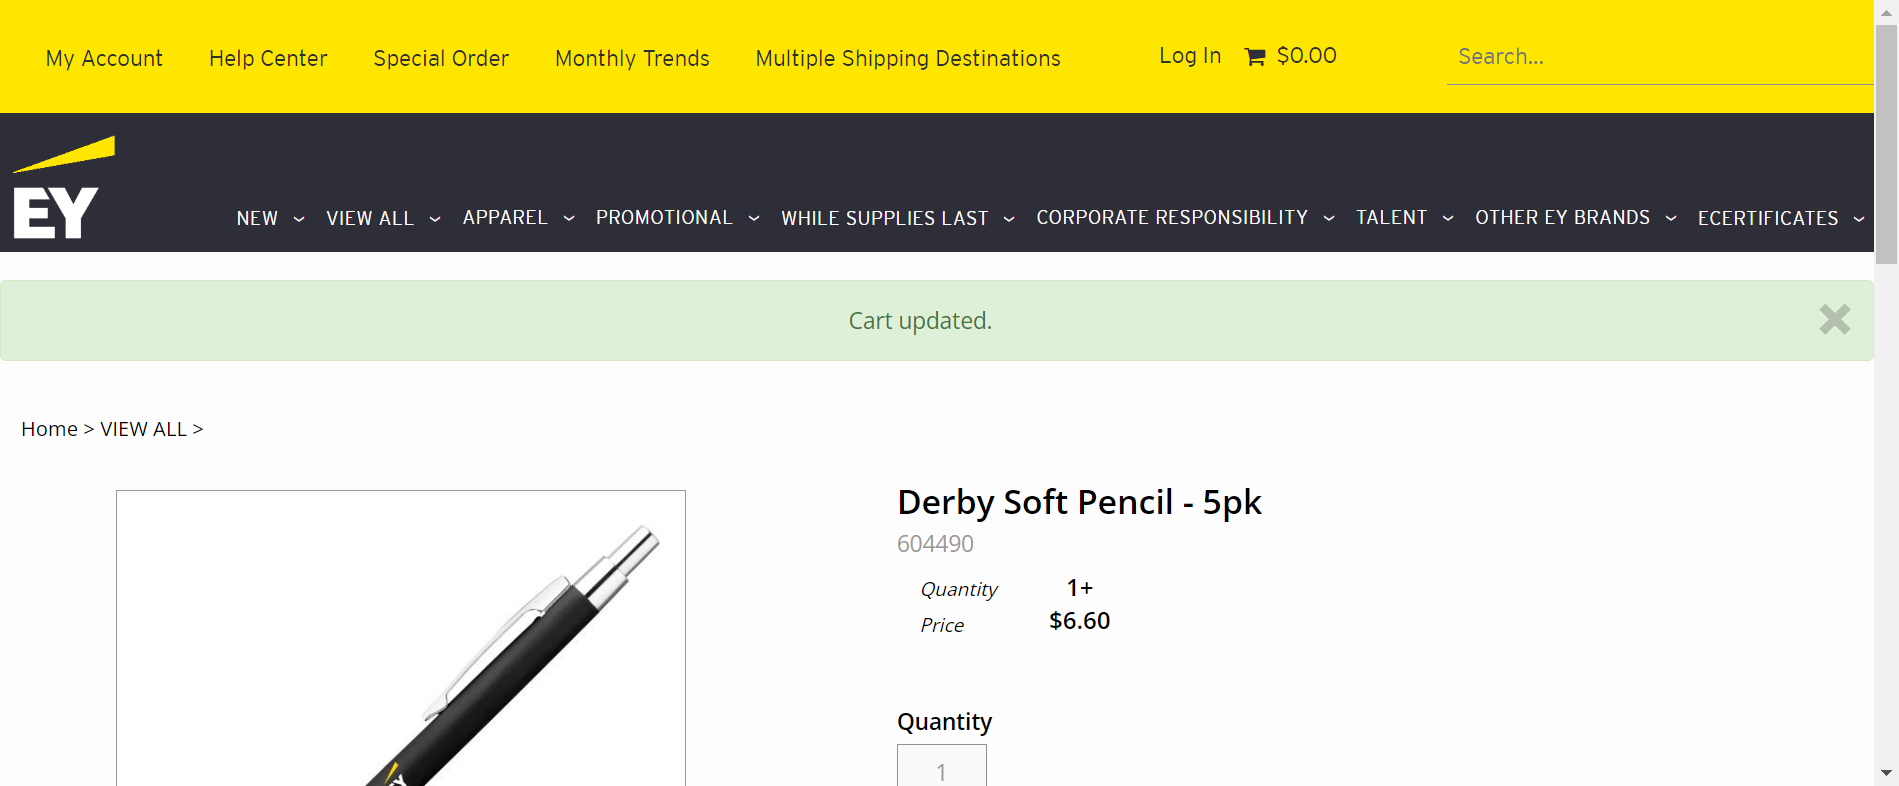 My Account Help Center Special Order Monthly Trends Multiple Shipping Destinations Log In $0.00 Search...
EY
NEW VIEW ALL APPAREL PROMOTIONAL WHILE SUPPLIES LAST CORPORATE RESPONSIBILITY TALENT OTHER EY BRANDS ECERTIFICATES
Cart updated.
Home > VIEW ALL >
Derby Soft Pencil - 5pk
604490
Quantity 1+
Price $6.60
Quantity
1
EY